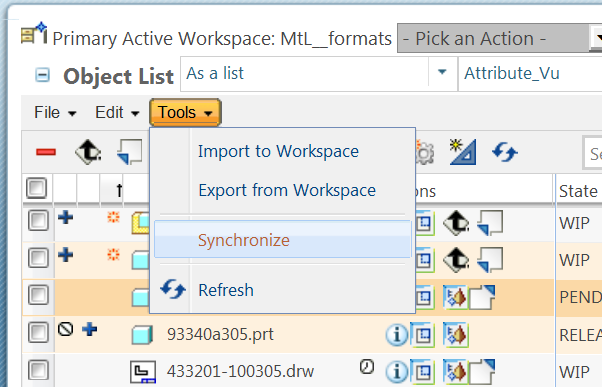 Primary Active Workspace: MtL__formats - Pick an Action -
Object List As a list Attribute_Vu
File Edit Tools
Import to Workspace
Export from Workspace
Synchronize
Refresh
ons State
WIP
WIP
PEND
93340a305.prt RELEA
433201-100305.drw WIP